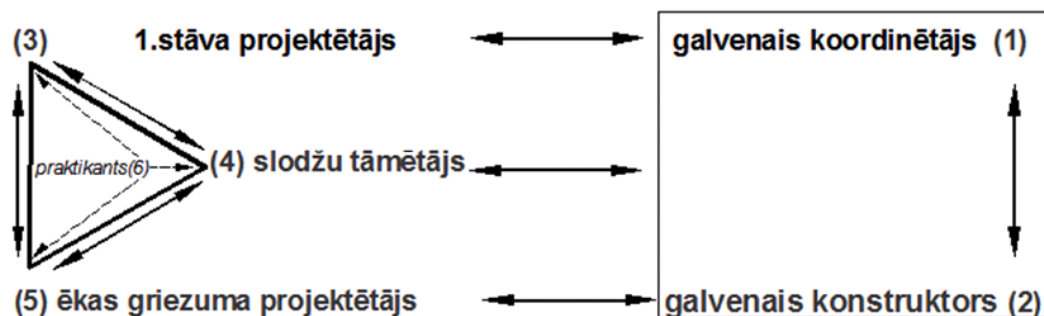 (3) 1.stāva projektētājs galvenais koordinētājs (1)
praktikants(6) (4) slodžu tāmētājs
(5) ēkas griezuma projektētājs galvenais konstruktors (2)